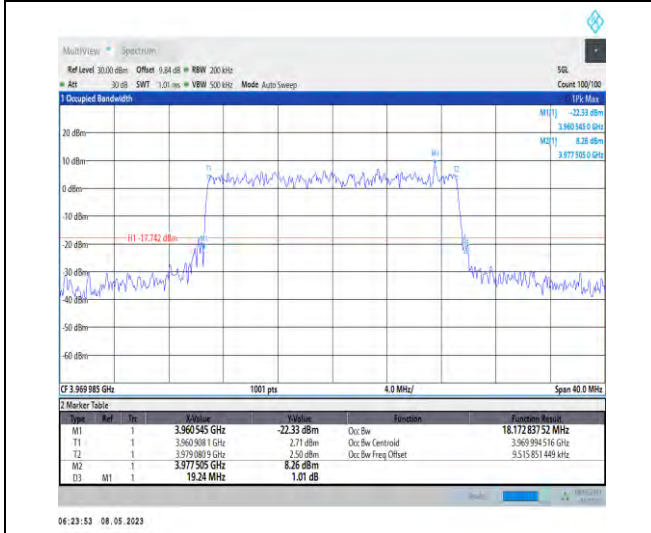 MultiView Spectrum
Ref Level 30.00 dBm Offset 9.84 dB RBW 200 kHz SGL
Att 30 dB SWT 1.01 ms VBW 500 kHz Mode Auto Sweep Count 100/100
1 Occupied Bandwidth 1Pk Max
M1[1] -22.33 dBm
3.960 545 0 GHz
M2[1] 8.26 dBm
3.977 505 0 GHz
20 dBm
10 dBm
M2
T1 T2
0 dBm
-10 dBm
H1 -17.742 dBm
M1
-20 dBm
-30 dBm
-40 dBm
-50 dBm
-60 dBm
CF 3.969 985 GHz 1001 pts 4.0 MHz/ Span 40.0 MHz
2 Marker Table
Type Ref Trc X-Value Y-Value Function Function Result
M1 1 3.960 545 GHz -22.33 dBm Occ Bw 18.172 837 52 MHz
T1 1 3.960 908 1 GHz 2.71 dBm Occ Bw Centroid 3.969 994 516 GHz
T2 1 3.979 080 9 GHz 2.50 dBm Occ Bw Freq Offset 9.515 851 449 kHz
M2 1 3.977 505 GHz 8.26 dBm
D3 M1 1 19.24 MHz 1.01 dB
06:23:53 08.05.2023